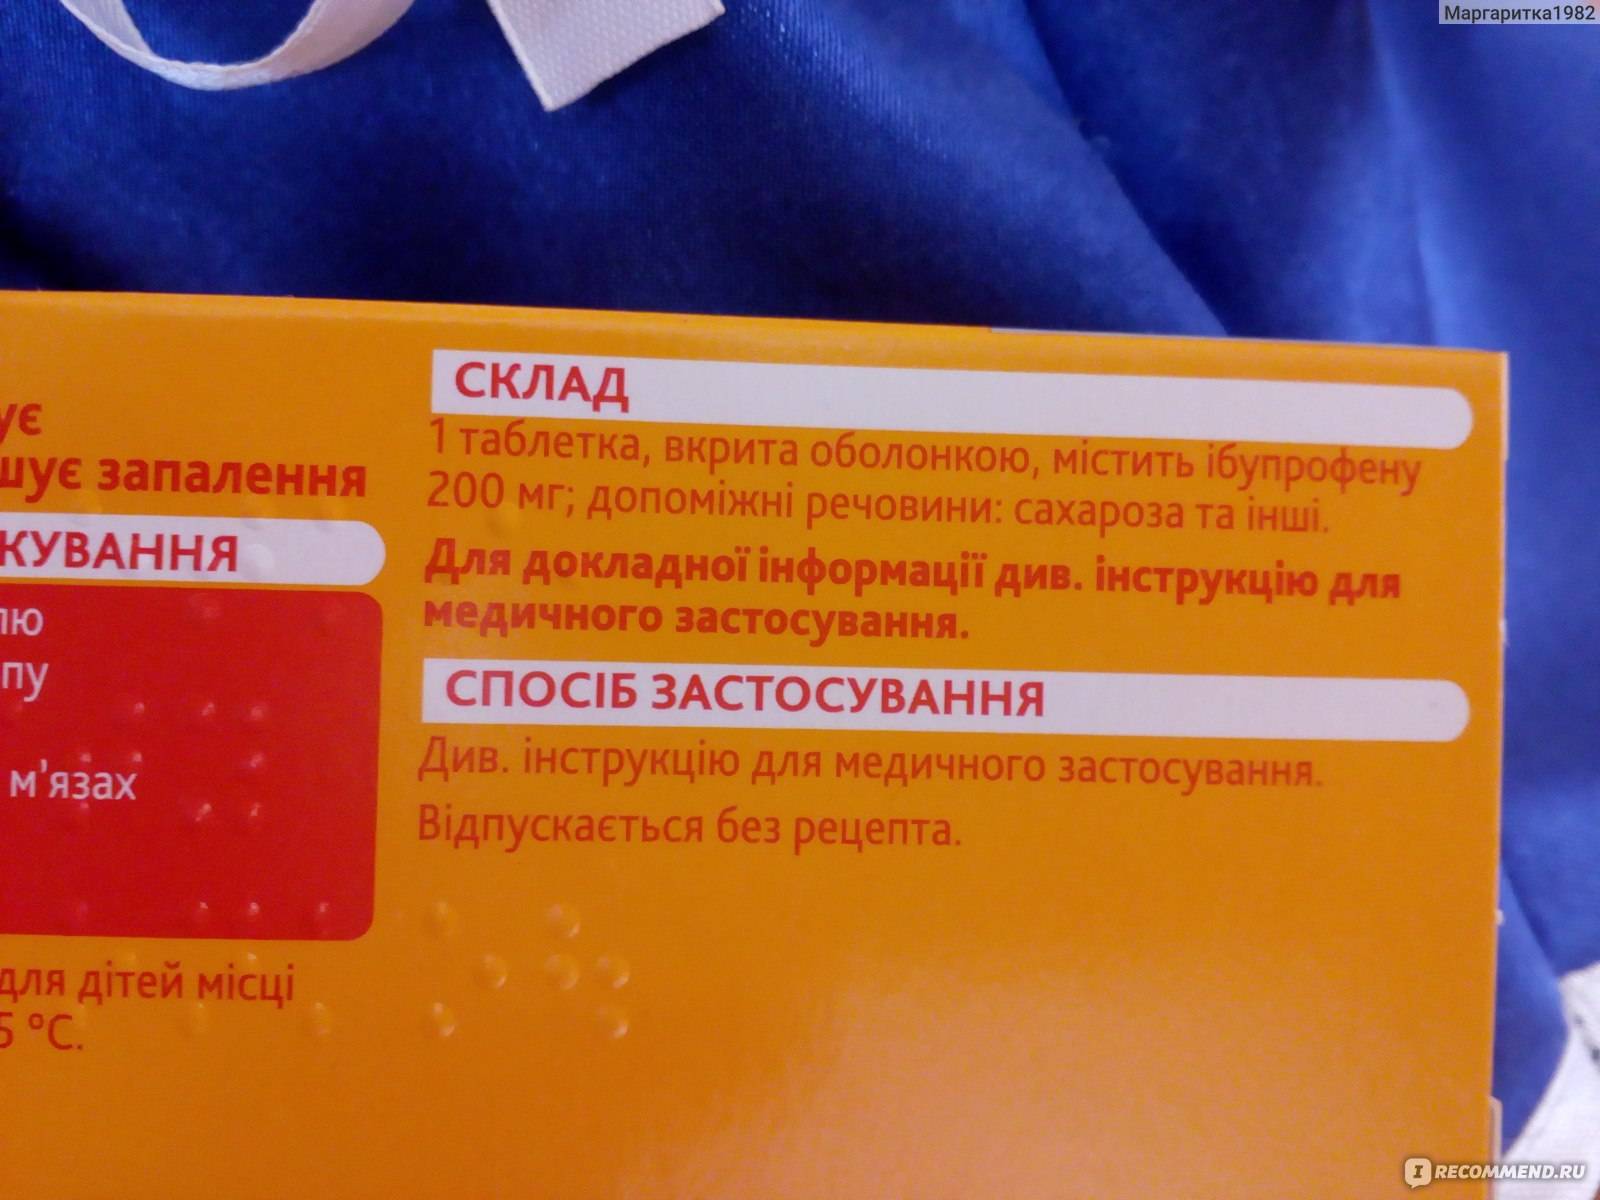 Маргаритка1982
ує
шує запалення
КУВАННЯ
лю
пу
м'язах
для дітей місці
5 °С.
СКЛАД
1 таблетка, вкрита оболонкою, містить ібупрофену
200 мг; допоміжні речовини: сахароза та інші.
Для докладної інформації див. інструкцію для
медичного застосування.
СПОСІБ ЗАСТОСУВАННЯ
Див. інструкцію для медичного застосування.
Відпускається без рецепта.
IRECOMMEND.RU